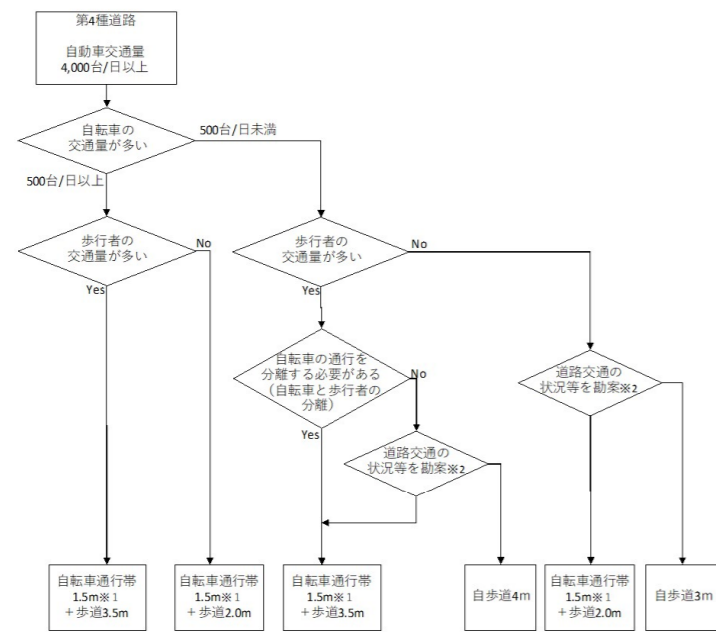 第4種道路
自動車交通量
4,000台/日以上
自転車の
交通量が多い
500台/日未満
500台/日以上
歩行者の
交通量が多い
No
Yes
歩行者の
交通量が多い
No
Yes
自転車の通行を
分離する必要がある
（自転車と歩行者の
分離）
No
Yes
道路交通の
状況等を勘案※2
道路交通の
状況等を勘案※2
自転車通行帯
1.5m※1
＋歩道3.5m
自転車通行帯
1.5m※1
＋歩道2.0m
自転車通行帯
1.5m※1
＋歩道3.5m
自歩道4m
自転車通行帯
1.5m※1
＋歩道2.0m
自歩道3m